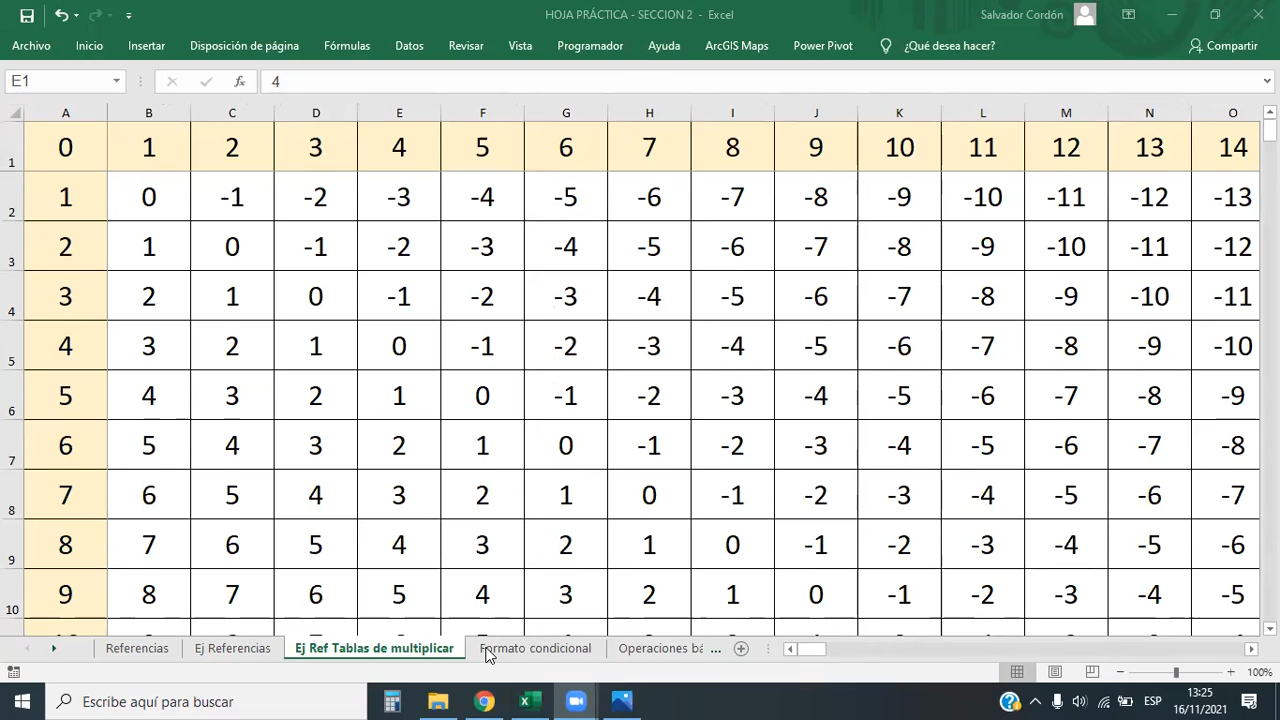 HOJA PRÁCTICA - SECCION 2 - Excel
Salvador Cordón
Archivo Inicio Insertar Disposición de página Fórmulas Datos Revisar Vista Programador Ayuda ArcGIS Maps Power Pivot ¿Qué desea hacer? Compartir
E1 fx 4
A B C D E F G H I J K L M N O
1 0 1 2 3 4 5 6 7 8 9 10 11 12 13 14
2 1 0 -1 -2 -3 -4 -5 -6 -7 -8 -9 -10 -11 -12 -13
3 2 1 0 -1 -2 -3 -4 -5 -6 -7 -8 -9 -10 -11 -12
4 3 2 1 0 -1 -2 -3 -4 -5 -6 -7 -8 -9 -10 -11
5 4 3 2 1 0 -1 -2 -3 -4 -5 -6 -7 -8 -9 -10
6 5 4 3 2 1 0 -1 -2 -3 -4 -5 -6 -7 -8 -9
7 6 5 4 3 2 1 0 -1 -2 -3 -4 -5 -6 -7 -8
8 7 6 5 4 3 2 1 0 -1 -2 -3 -4 -5 -6 -7
9 8 7 6 5 4 3 2 1 0 -1 -2 -3 -4 -5 -6
10 9 8 7 6 5 4 3 2 1 0 -1 -2 -3 -4 -5
Referencias Ej Referencias Ej Ref Tablas de multiplicar Formato condicional Operaciones bá ...
100%
Escribe aquí para buscar
ESP
13:25
16/11/2021